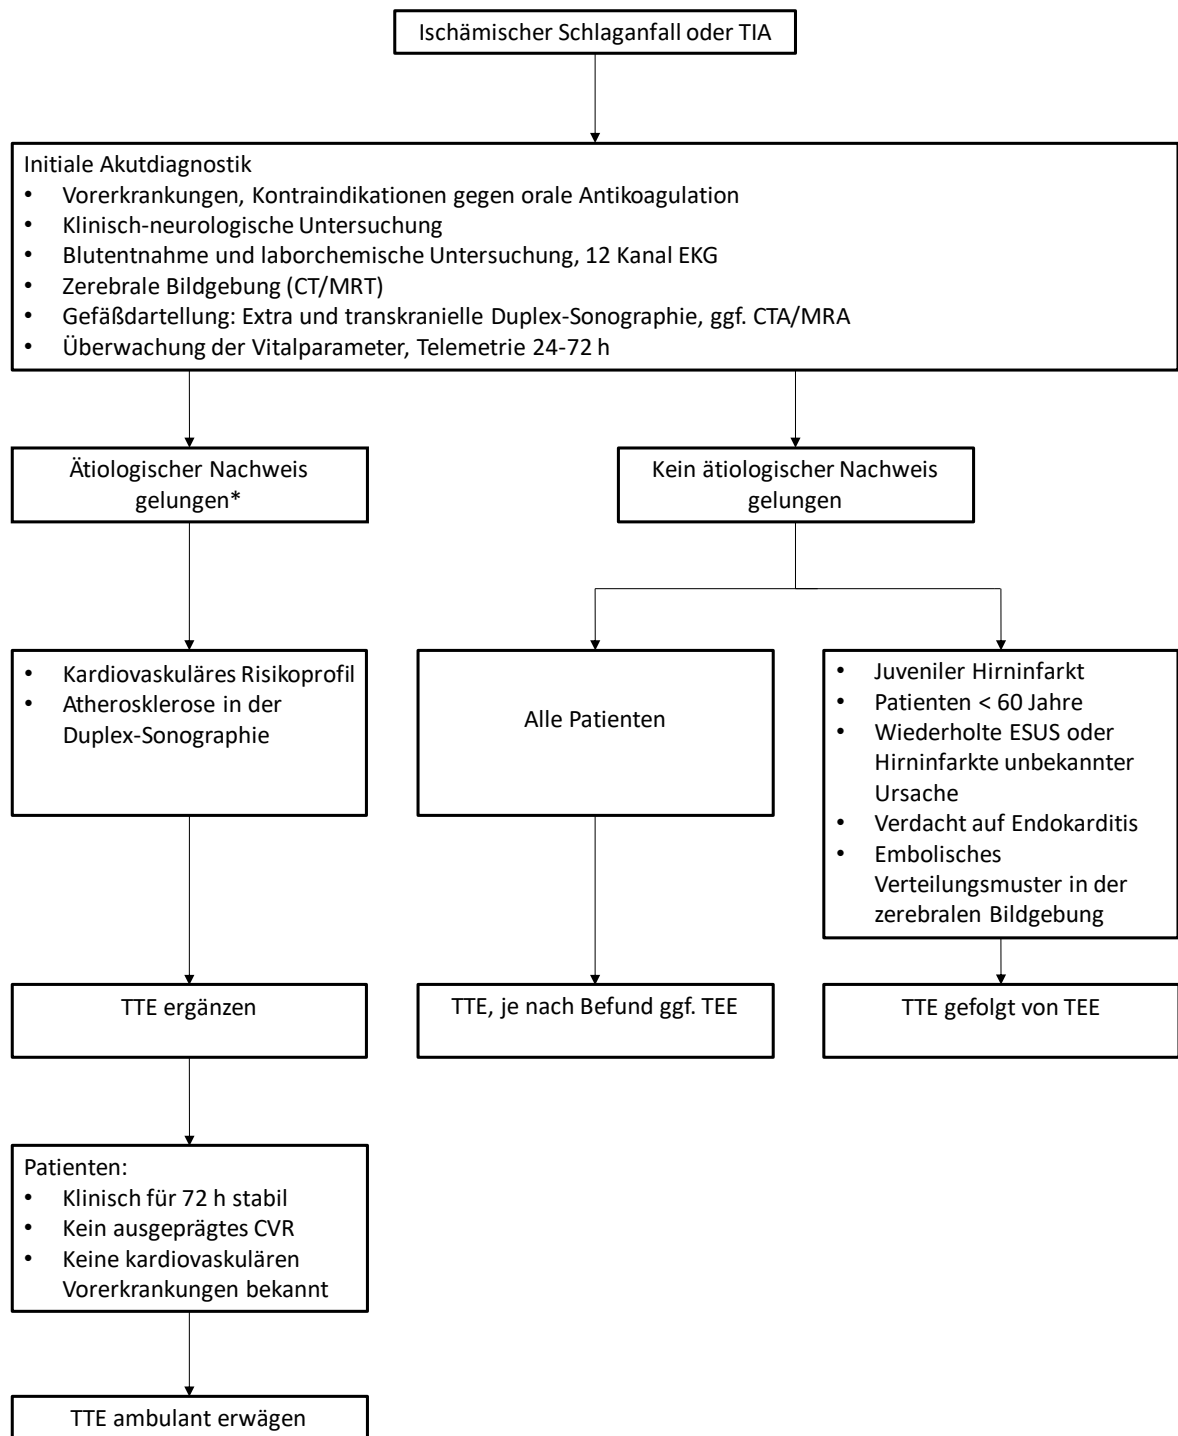 Ischämischer Schlaganfall oder TIA
Initiale Akutdiagnostik
• Vorerkrankungen, Kontraindikationen gegen orale Antikoagulation
• Klinisch-neurologische Untersuchung
• Blutentnahme und laborchemische Untersuchung, 12 Kanal EKG
• Zerebrale Bildgebung (CT/MRT)
• Gefäßdartellung: Extra und transkranielle Duplex-Sonographie, ggf. CTA/MRA
• Überwachung der Vitalparameter, Telemetrie 24-72 h
Ätiologischer Nachweis
gelungen*
Kein ätiologischer Nachweis
gelungen
• Kardiovaskuläres Risikoprofil
• Atherosklerose in der
Duplex-Sonographie
Alle Patienten
• Juveniler Hirninfarkt
• Patienten < 60 Jahre
• Wiederholte ESUS oder
Hirninfarkte unbekannter
Ursache
• Verdacht auf Endokarditis
• Embolisches
Verteilungsmuster in der
zerebralen Bildgebung
TTE ergänzen
TTE, je nach Befund ggf. TEE
TTE gefolgt von TEE
Patienten:
• Klinisch für 72 h stabil
• Kein ausgeprägtes CVR
• Keine kardiovaskulären
Vorerkrankungen bekannt
TTE ambulant erwägen